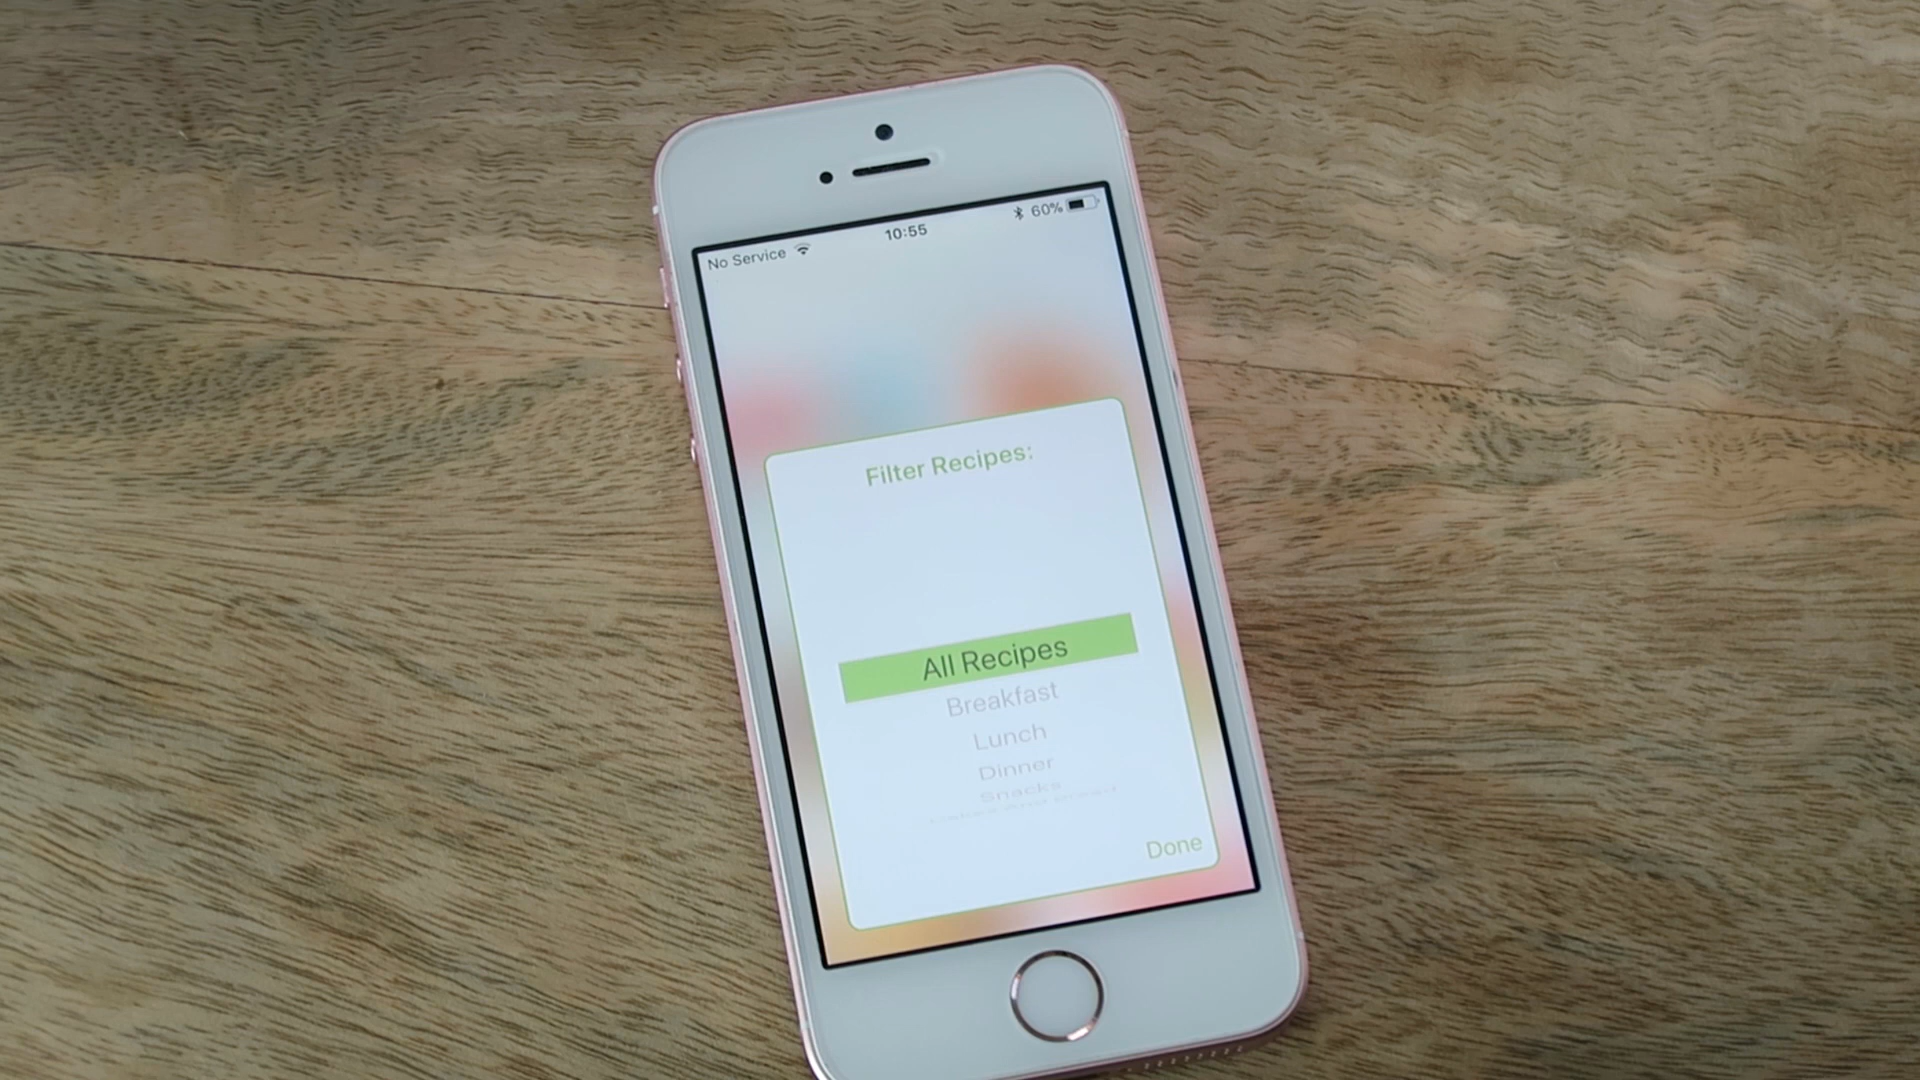 No Service 10:55 60%
Filter Recipes:
All Recipes
Breakfast
Lunch
Dinner
Snacks
Done